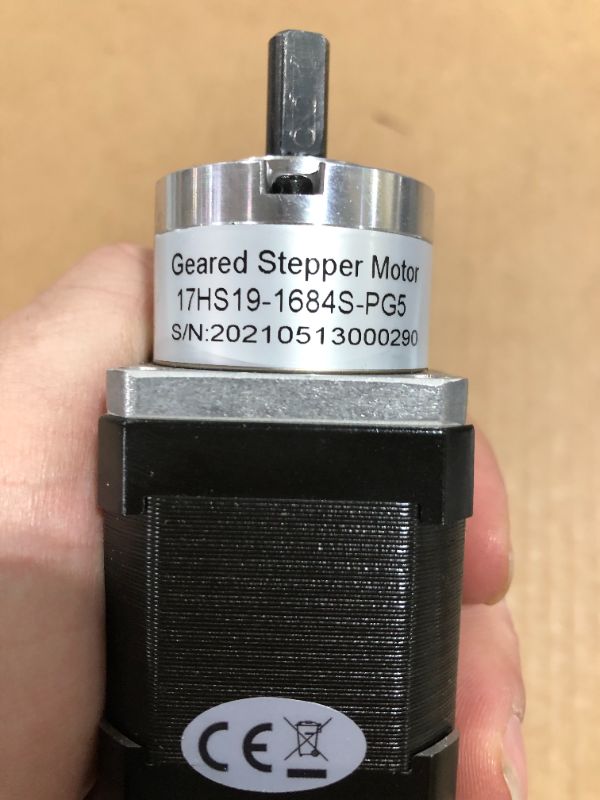 Geared Stepper Motor
17HS19-1684S-PG5
S/N:20210513000290
CE